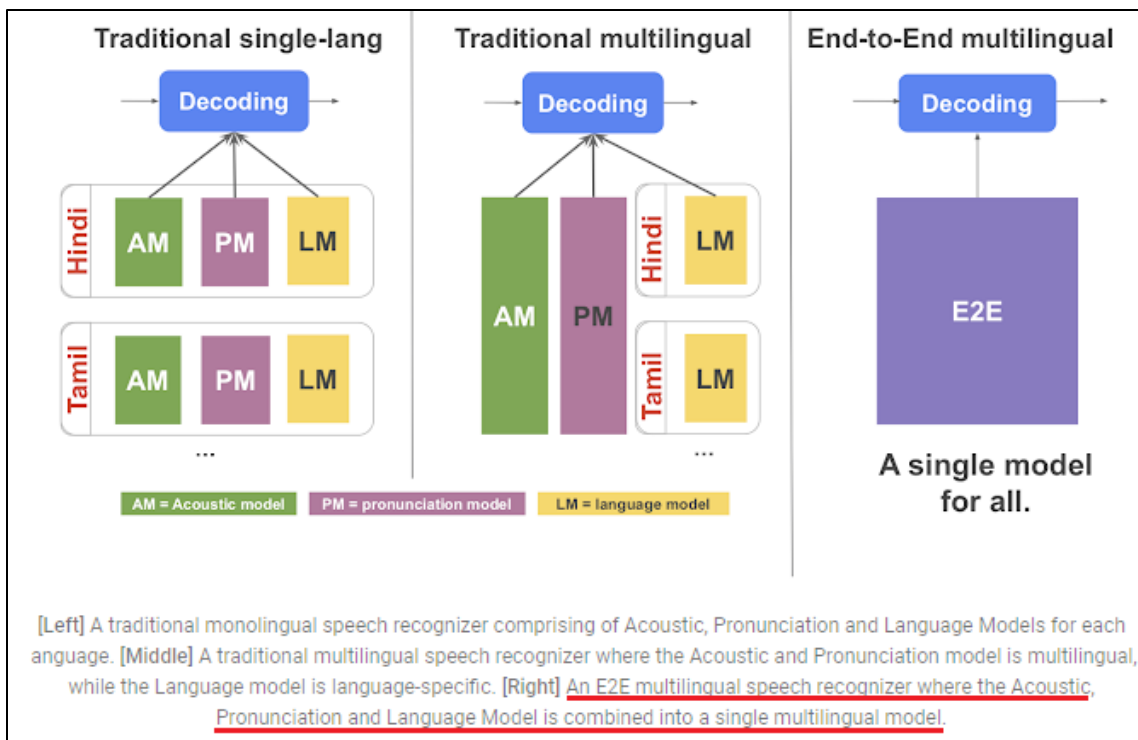 Traditional single-lang
Decoding
Hindi
AM
PM
LM
Tamil
AM
PM
LM
...
Traditional multilingual
Decoding
AM
PM
Hindi
LM
Tamil
LM
...
End-to-End multilingual
Decoding
E2E
A single model
for all.
AM = Acoustic model
PM = pronunciation model
LM = language model
[Left] A traditional monolingual speech recognizer comprising of Acoustic, Pronunciation and Language Models for each
anguage. [Middle] A traditional multilingual speech recognizer where the Acoustic and Pronunciation model is multilingual,
while the Language model is language-specific. [Right] An E2E multilingual speech recognizer where the Acoustic,
Pronunciation and Language Model is combined into a single multilingual model.